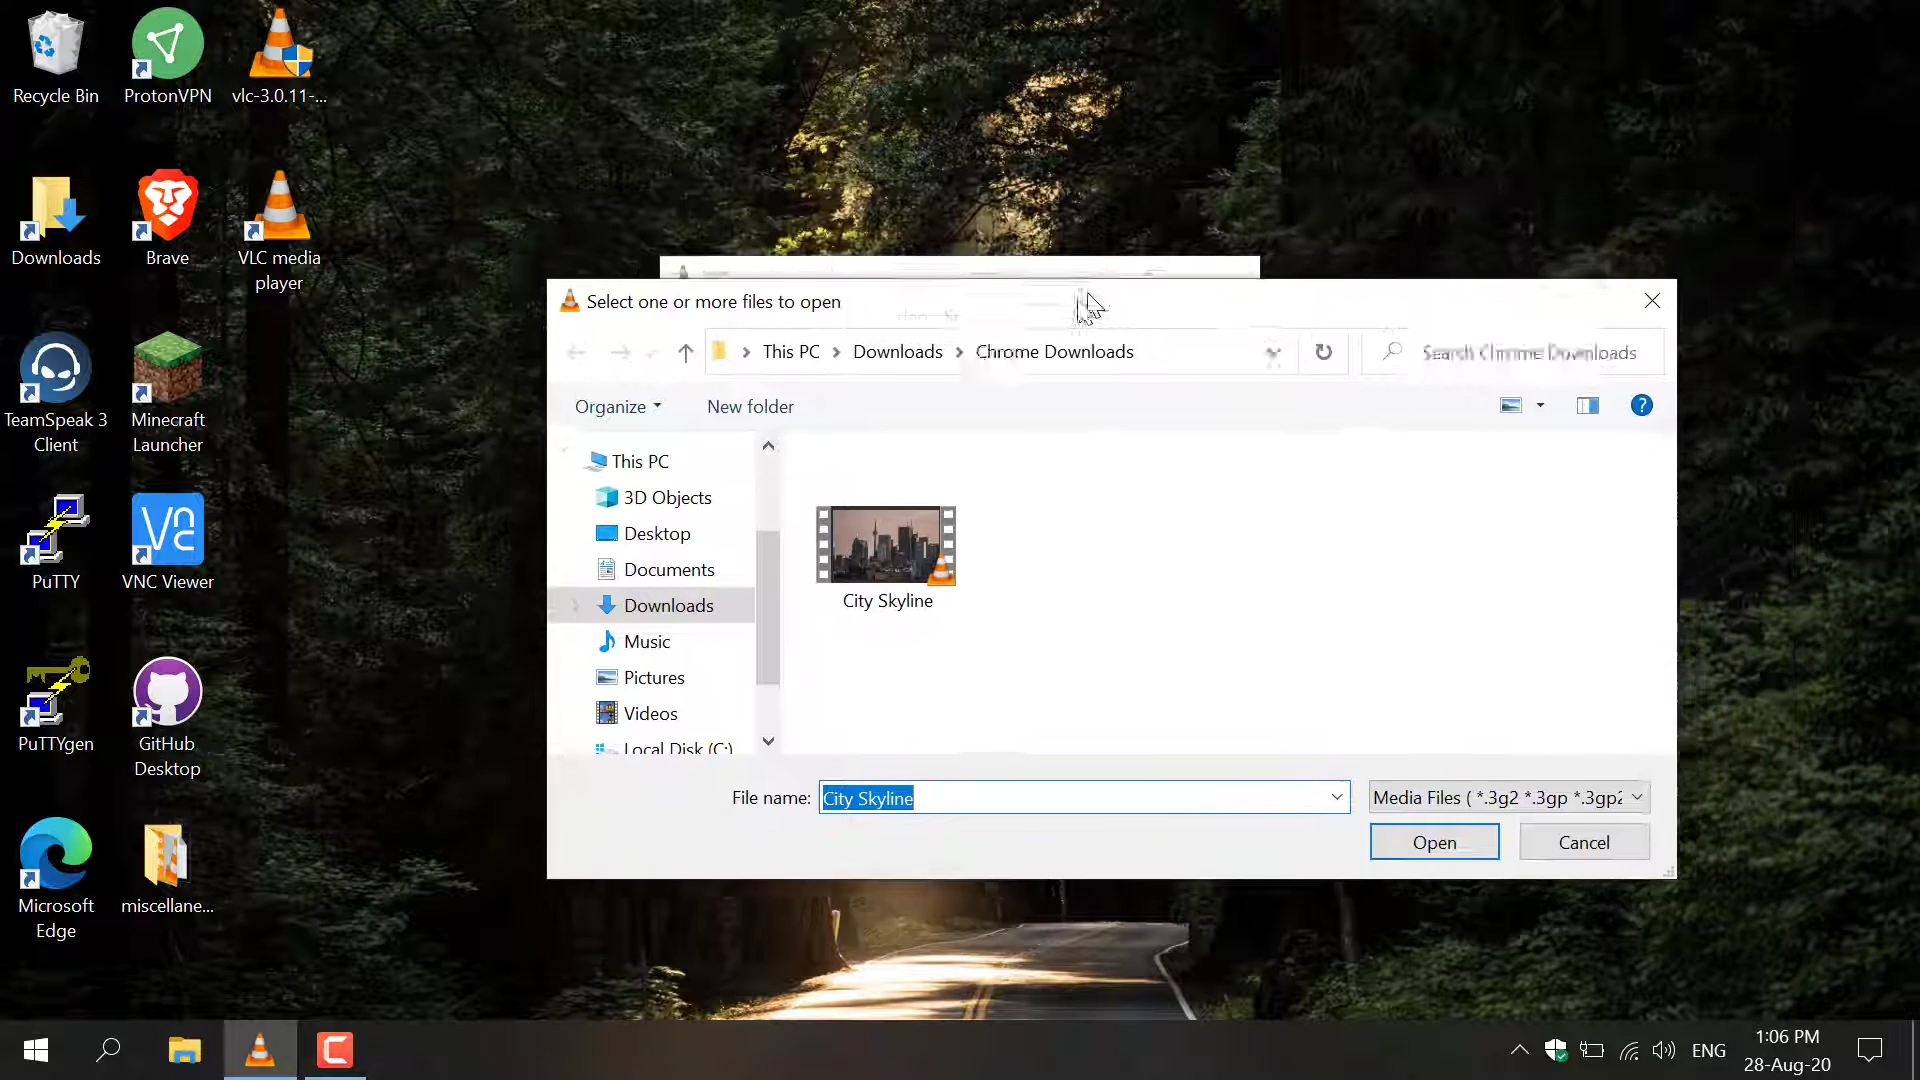 Recycle Bin
ProtonVPN
vlc-3.0.11-...
Downloads
Brave
VLC media
player
TeamSpeak 3
Client
Minecraft
Launcher
PuTTY
VNC Viewer
PuTTYgen
GitHub
Desktop
Microsoft
Edge
miscellane...
Select one or more files to open
This PC
Downloads
Chrome Downloads
Search Chrome Downloads
Organize
New folder
?
This PC
3D Objects
Desktop
Documents
Downloads
Music
Pictures
Videos
Local Disk (C:)
City Skyline
File name:
City Skyline
Media Files ( *.3g2 *.3gp *.3gp2
Open
Cancel
ENG
1:06 PM
28-Aug-20